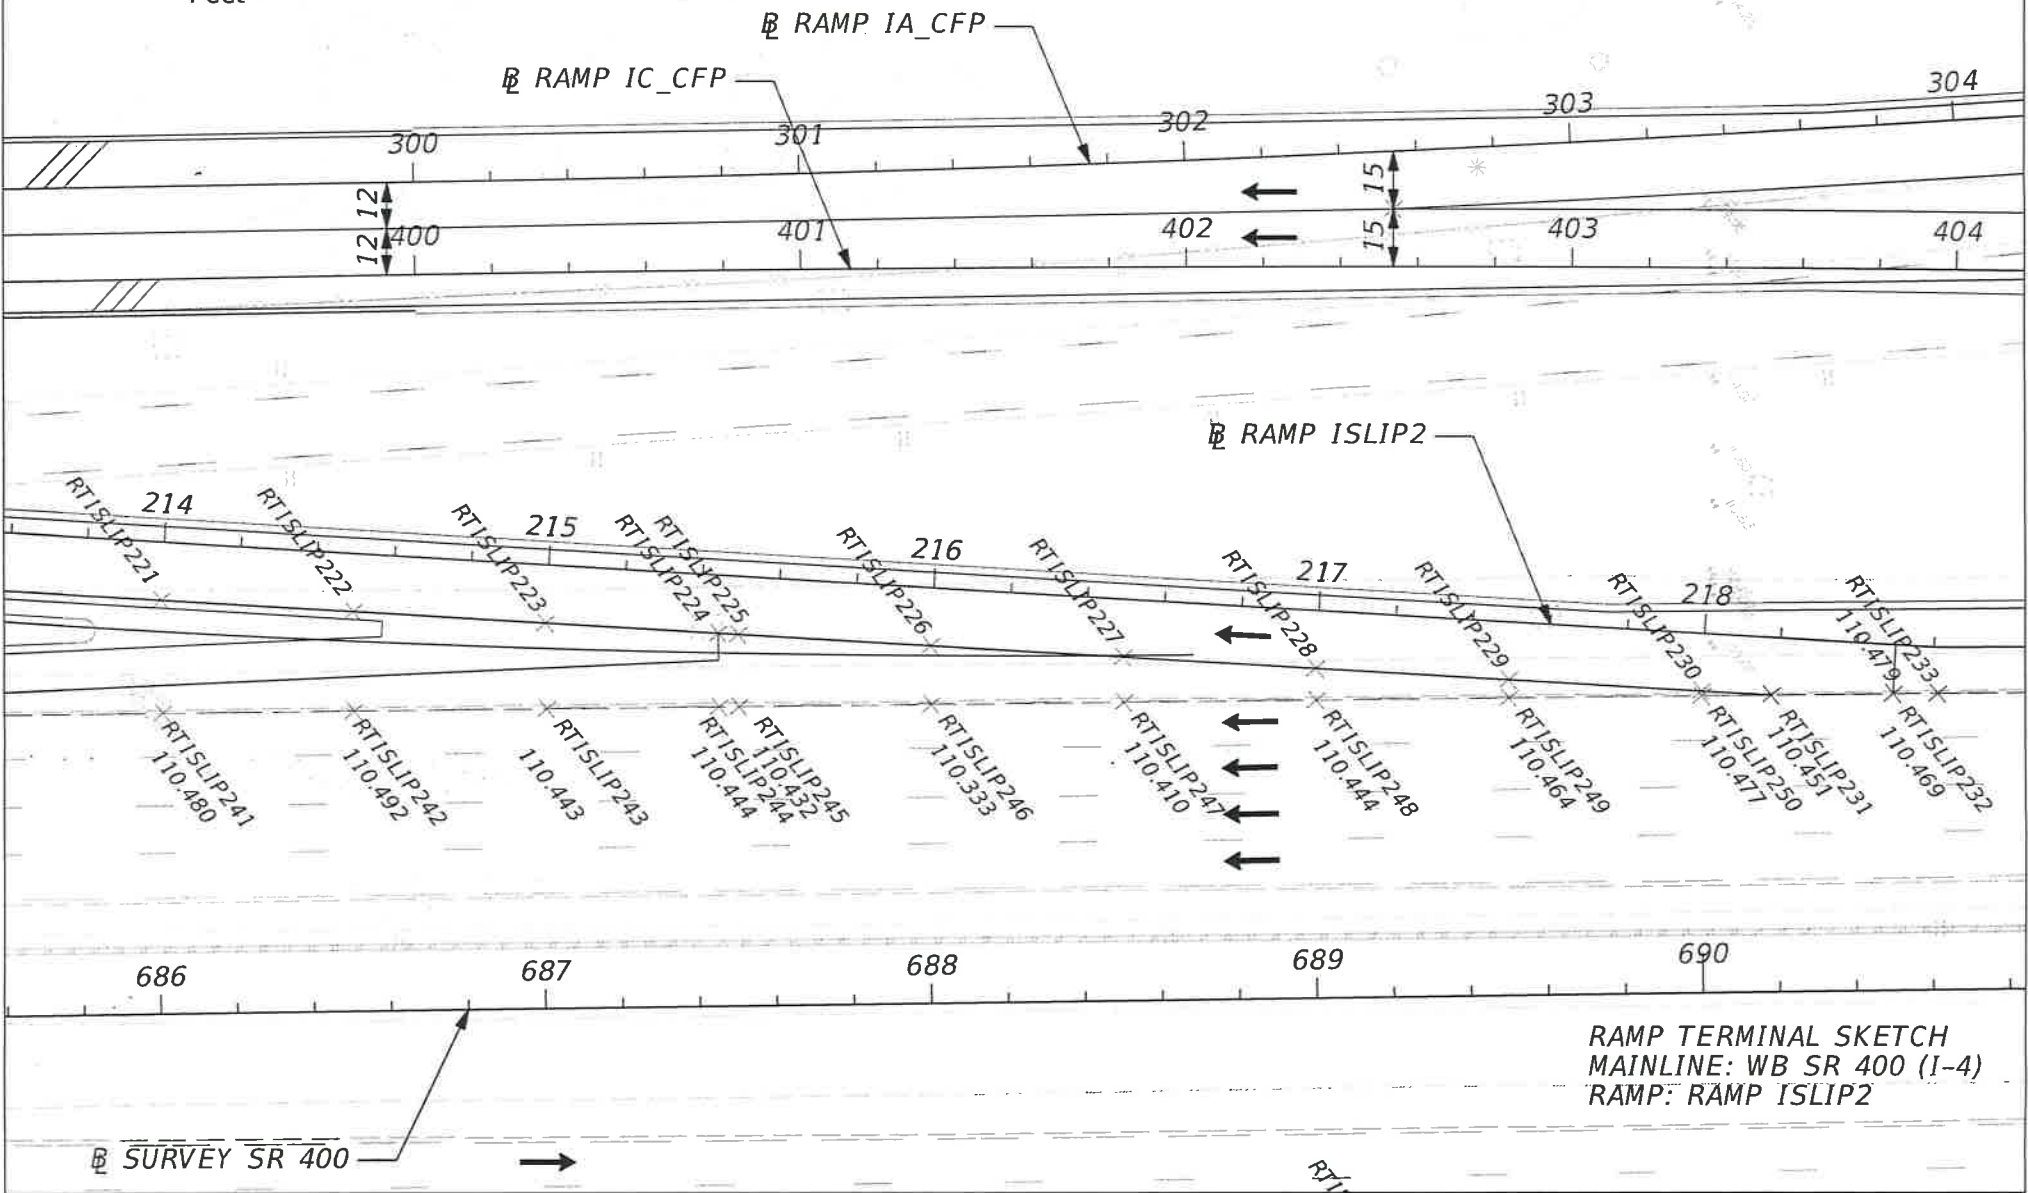 ℄ RAMP IA_CFP
℄ RAMP IC_CFP
300 301 302 303 304
12 15
12 15
400 401 402 403 404
℄ RAMP ISLIP2
214 215 216 217 218
RTISLIP221
RTISLIP222
RTISLIP223
RTISLIP224
RTISLIP225
RTISLIP226
RTISLIP227
RTISLIP228
RTISLIP229
RTISLIP230
RTISLIP233
110.479
RTISLIP241
110.480
RTISLIP242
110.492
RTISLIP243
110.443
RTISLIP244
110.444
RTISLIP245
110.432
RTISLIP246
110.333
RTISLIP247
110.410
RTISLIP248
110.444
RTISLIP249
110.464
RTISLIP250
110.477
RTISLIP231
110.451
RTISLIP232
110.469
686 687 688 689 690
RAMP TERMINAL SKETCH
MAINLINE: WB SR 400 (I-4)
RAMP: RAMP ISLIP2
℄ SURVEY SR 400